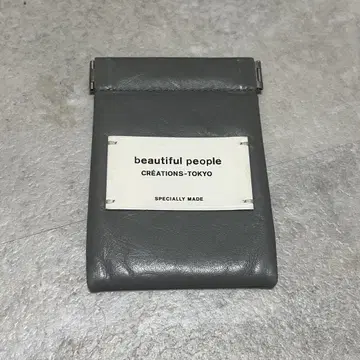 beautiful people
CRÉATIONS-TOKYO
SPECIALLY MADE